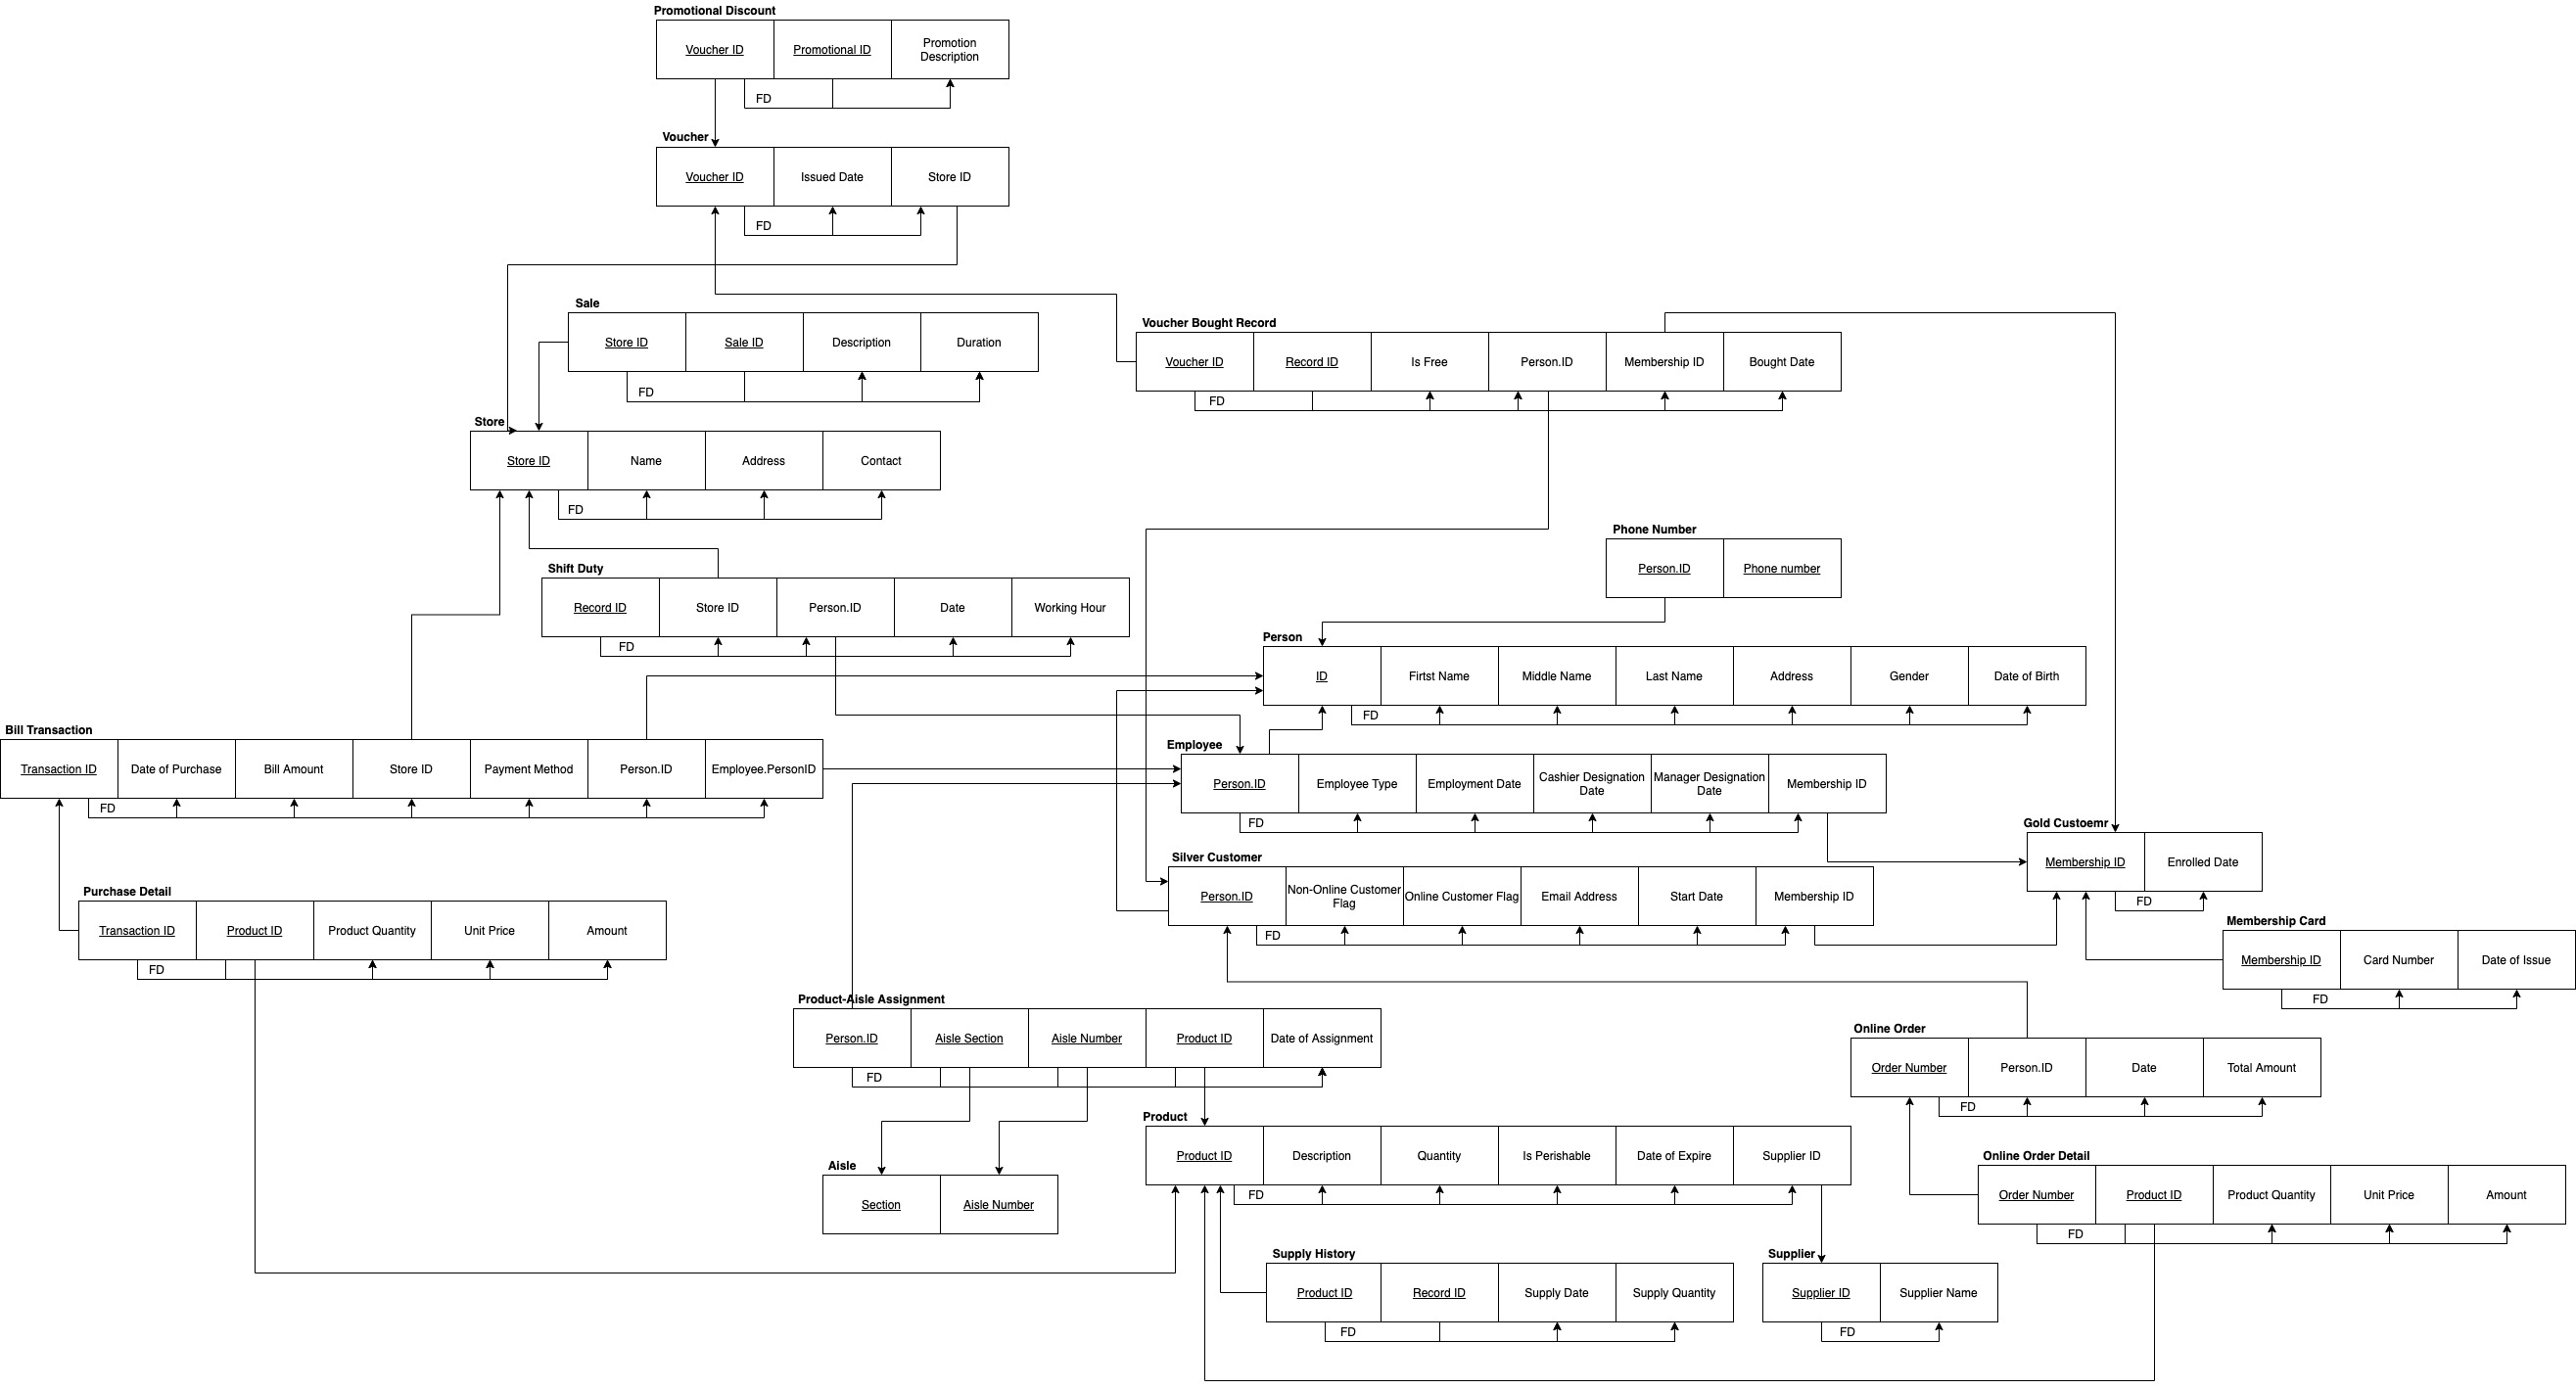 Promotional Discount
Voucher ID
Promotional ID
Promotion
Description
FD
Voucher
Voucher ID
Issued Date
Store ID
FD
Sale
Store ID
Sale ID
Description
Duration
FD
Voucher Bought Record
Voucher ID
Record ID
Is Free
Person.ID
Membership ID
Bought Date
FD
Store
Store ID
Name
Address
Contact
FD
Phone Number
Person.ID
Phone number
Shift Duty
Record ID
Store ID
Person.ID
Date
Working Hour
FD
Person
ID
Firtst Name
Middle Name
Last Name
Address
Gender
Date of Birth
FD
Bill Transaction
Transaction ID
Date of Purchase
Bill Amount
Store ID
Payment Method
Person.ID
Employee.PersonID
FD
Employee
Person.ID
Employee Type
Employment Date
Cashier Designation
Date
Manager Designation
Date
Membership ID
FD
Gold Custoemr
Membership ID
Enrolled Date
FD
Silver Customer
Person.ID
Non-Online Customer
Flag
Online Customer Flag
Email Address
Start Date
Membership ID
FD
Purchase Detail
Transaction ID
Product ID
Product Quantity
Unit Price
Amount
FD
Membership Card
Membership ID
Card Number
Date of Issue
FD
Product-Aisle Assignment
Person.ID
Aisle Section
Aisle Number
Product ID
Date of Assignment
FD
Online Order
Order Number
Person.ID
Date
Total Amount
FD
Product
Product ID
Description
Quantity
Is Perishable
Date of Expire
Supplier ID
FD
Aisle
Section
Aisle Number
Online Order Detail
Order Number
Product ID
Product Quantity
Unit Price
Amount
FD
Supply History
Product ID
Record ID
Supply Date
Supply Quantity
FD
Supplier
Supplier ID
Supplier Name
FD